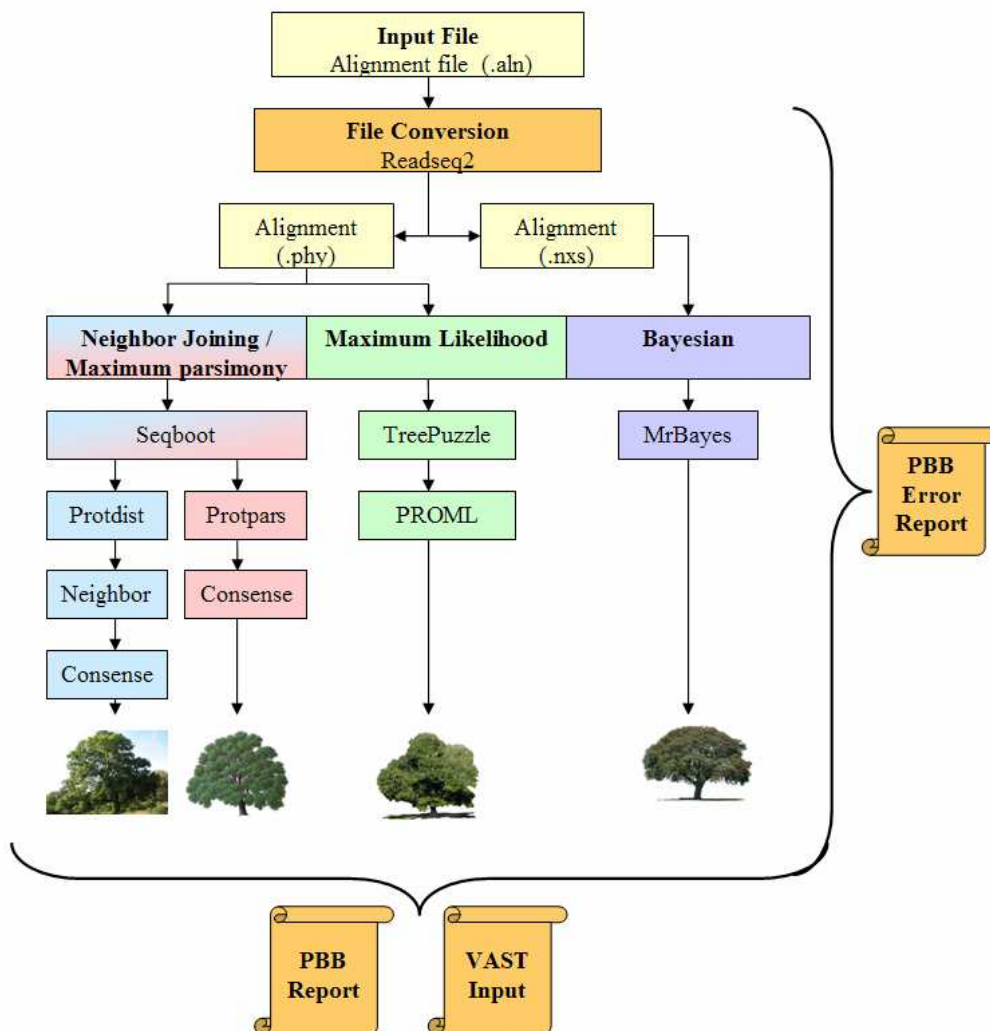 Input File
Alignment file (.aln)
File Conversion
Readseq2
Alignment
(.phy)
Alignment
(.nxs)
Neighbor Joining /
Maximum parsimony
Maximum Likelihood
Bayesian
Seqboot
TreePuzzle
MrBayes
Protdist
Protpars
PROML
Neighbor
Consense
Consense
PBB
Error
Report
PBB
Report
VAST
Input